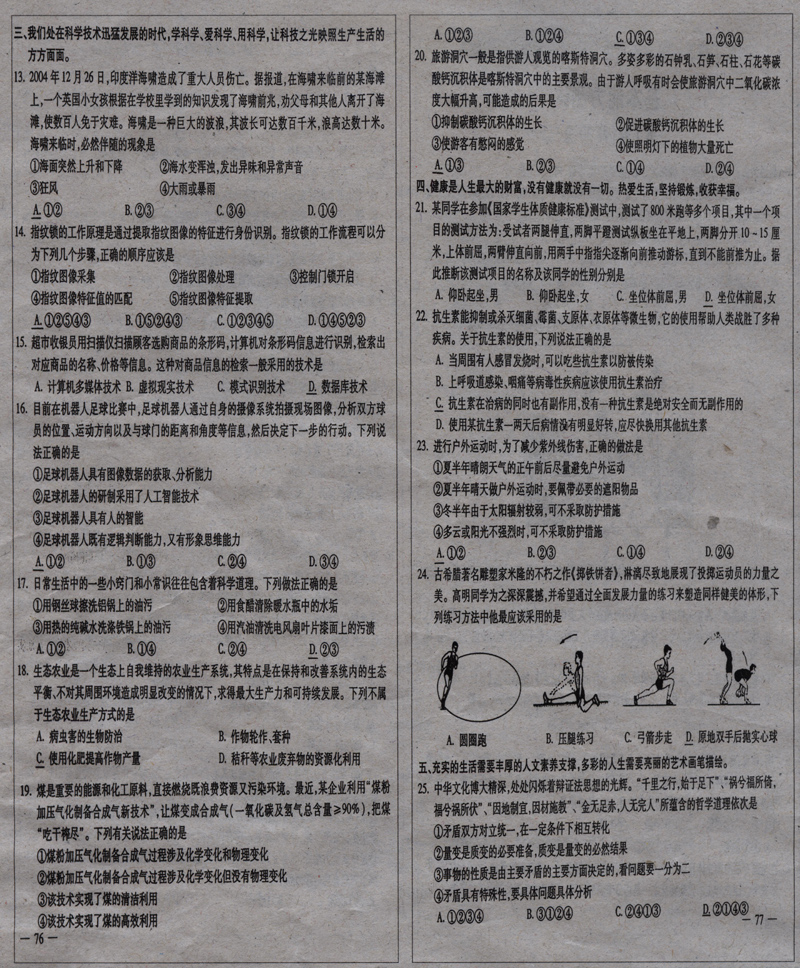 三、我们处在科学技术迅猛发展的时代,学科学、爱科学、用科学,让科技之光映照生产生活的
方方面面。
13. 2004年12月26日,印度洋海啸造成了重大人员伤亡。据报道,在海啸来临前的某海滩
上,一个英国小女孩根据在学校里学到的知识发现了海啸前兆,劝父母和其他人离开了海
滩,使数百人免于灾难。海啸是一种巨大的波浪,其波长可达数百千米,浪高达数十米。
海啸来临时,必然伴随的现象是
①海面突然上升和下降 ②海水变浑浊,发出异味和异常声音
③狂风 ④大雨或暴雨
A. ①② B. ②③ C. ③④ D. ①④
14. 指纹锁的工作原理是通过提取指纹图像的特征进行身份识别。指纹锁的工作流程可以分
为下列几个步骤,正确的顺序应该是
①指纹图像采集 ②指纹图像处理 ③控制门锁开启
④指纹图像特征值的匹配 ⑤指纹图像特征提取
A. ①②⑤④③ B. ①⑤②④③ C. ①②③④⑤ D. ①④⑤②③
15. 超市收银员用扫描仪扫描顾客选购商品的条形码,计算机对条形码信息进行识别,检索出
对应商品的名称、价格等信息。这种对商品信息的检索一般采用的技术是
A. 计算机多媒体技术 B. 虚拟现实技术 C. 模式识别技术 D. 数据库技术
16. 目前在机器人足球比赛中,足球机器人通过自身的摄像系统拍摄现场图像,分析双方球
员的位置、运动方向以及与球门的距离和角度等信息,然后决定下一步的行动。下列说
法正确的是
①足球机器人具有图像数据的获取、分析能力
②足球机器人的研制采用了人工智能技术
③足球机器人具有人的智能
④足球机器人既有逻辑判断能力,又有形象思维能力
A. ①② B. ①③ C. ②④ D. ③④
17. 日常生活中的一些小窍门和小常识往往包含着科学道理。下列做法正确的是
①用钢丝球擦洗铝锅上的油污 ②用食醋清除暖水瓶中的水垢
③用热的纯碱水洗涤铁锅上的油污 ④用汽油清洗电风扇叶片漆面上的污渍
A. ①② B. ①④ C. ②④ D. ②③
18. 生态农业是一个生态上自我维持的农业生产系统,其特点是在保持和改善系统内的生态
平衡、不对其周围环境造成明显改变的情况下,求得最大生产力和可持续发展。下列不属
于生态农业生产方式的是
A. 病虫害的生物防治 B. 作物轮作、套种
C. 使用化肥提高作物产量 D. 秸秆等农业废弃物的资源化利用
19. 煤是重要的能源和化工原料,直接燃烧既浪费资源又污染环境。最近,某企业利用“煤粉
加压气化制备合成气新技术”,让煤变成合成气(一氧化碳及氢气总含量≥90%),把煤
“吃干榨尽”。下列有关说法正确的是
①煤粉加压气化制备合成气过程涉及化学变化和物理变化
②煤粉加压气化制备合成气过程涉及化学变化但没有物理变化
③该技术实现了煤的清洁利用
④该技术实现了煤的高效利用
— 76 —
A. ①②③ B. ①②④ C. ①③④ D. ②③④
20. 旅游洞穴一般是指供游人观览的喀斯特洞穴。多姿多彩的石钟乳、石笋、石柱、石花等碳
酸钙沉积体是喀斯特洞穴中的主要景观。由于游人呼吸有时会使旅游洞穴中二氧化碳浓
度大幅升高,可能造成的后果是
①抑制碳酸钙沉积体的生长 ②促进碳酸钙沉积体的生长
③使游客有憋闷的感觉 ④使照明灯下的植物大量死亡
A. ①③ B. ②③ C. ①④ D. ②④
四、健康是人生最大的财富,没有健康就没有一切。热爱生活,坚持锻炼,收获幸福。
21. 某同学在参加《国家学生体质健康标准》测试中,测试了800米跑等多个项目,其中一个项
目的测试方法为:受试者两腿伸直,两脚平蹬测试纵板坐在平地上,两脚分开10~15厘
米,上体前屈,两臂伸直向前,用两手中指指尖逐渐向前推动游标,直到不能前推为止。据
此推断该测试项目的名称及该同学的性别分别是
A. 仰卧起坐,男 B. 仰卧起坐,女 C. 坐位体前屈,男 D. 坐位体前屈,女
22. 抗生素能抑制或杀灭细菌、霉菌、支原体、衣原体等微生物,它的使用帮助人类战胜了多种
疾病。关于抗生素的使用,下列说法正确的是
A. 当周围有人感冒发烧时,可以吃些抗生素以防被传染
B. 上呼吸道感染、咽痛等病毒性疾病应该使用抗生素治疗
C. 抗生素在治病的同时也有副作用,没有一种抗生素是绝对安全而无副作用的
D. 使用某抗生素一两天后病情没有明显好转,应尽快换用其他抗生素
23. 进行户外运动时,为了减少紫外线伤害,正确的做法是
①夏半年晴朗天气的正午前后尽量避免户外运动
②夏半年晴天做户外运动时,要佩带必要的遮阳物品
③冬半年由于太阳辐射较弱,可不采取防护措施
④多云或阳光不强烈时,可不采取防护措施
A. ①② B. ②③ C. ①④ D. ②④
24. 古希腊著名雕塑家米隆的不朽之作《掷铁饼者》,淋漓尽致地展现了投掷运动员的力量之
美。高明同学为之深深震撼,并希望通过全面发展力量的练习来塑造同样健美的体形,下
列练习方法中他最应该采用的是
A. 圆圈跑 B. 压腿练习 C. 弓箭步走 D. 原地双手后抛实心球
五、充实的生活需要丰厚的人文素养支撑,多彩的人生需要亮丽的艺术画笔描绘。
25. 中华文化博大精深,处处闪烁着辩证法思想的光辉。“千里之行,始于足下”、“祸兮福所倚,
福兮祸所伏”、“因地制宜,因材施教”、“金无足赤,人无完人”所蕴含的哲学道理依次是
①矛盾双方对立统一,在一定条件下相互转化
②量变是质变的必要准备,质变是量变的必然结果
③事物的性质是由主要矛盾的主要方面决定的,看问题要一分为二
④矛盾具有特殊性,要具体问题具体分析
A. ①②③④ B. ③①②④ C. ②④①③ D. ②①④③
— 77 —